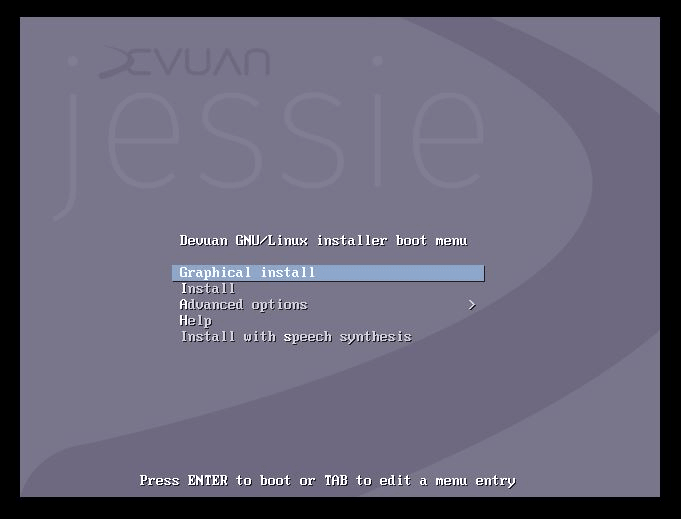 DEVUAN
jessie
Devuan GNU/Linux installer boot menu
Graphical install
Install
Advanced options >
Help
Install with speech synthesis
Press ENTER to boot or TAB to edit a menu entry